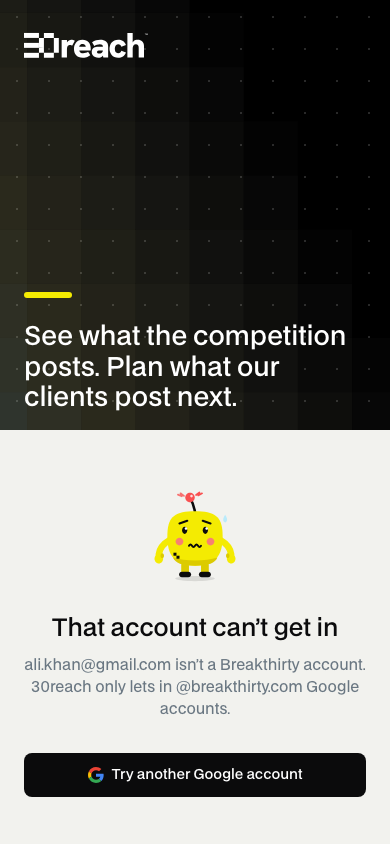 30reach
See what the competition
posts. Plan what our
clients post next.
That account can’t get in
ali.khan@gmail.com isn’t a Breakthirty account.
30reach only lets in @breakthirty.com Google
accounts.
Try another Google account